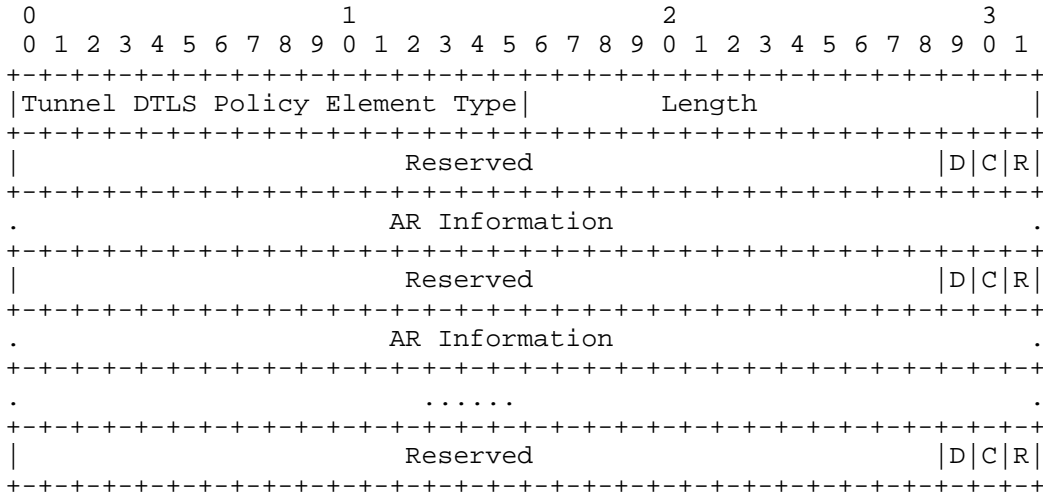 0                   1                   2                   3
 0 1 2 3 4 5 6 7 8 9 0 1 2 3 4 5 6 7 8 9 0 1 2 3 4 5 6 7 8 9 0 1
+-+-+-+-+-+-+-+-+-+-+-+-+-+-+-+-+-+-+-+-+-+-+-+-+-+-+-+-+-+-+-+-+
|Tunnel DTLS Policy Element Type|        Length                 |
+-+-+-+-+-+-+-+-+-+-+-+-+-+-+-+-+-+-+-+-+-+-+-+-+-+-+-+-+-+-+-+-+
|                        Reserved                         |D|C|R|
+-+-+-+-+-+-+-+-+-+-+-+-+-+-+-+-+-+-+-+-+-+-+-+-+-+-+-+-+-+-+-+-+
.                       AR Information                          .
+-+-+-+-+-+-+-+-+-+-+-+-+-+-+-+-+-+-+-+-+-+-+-+-+-+-+-+-+-+-+-+-+
|                        Reserved                         |D|C|R|
+-+-+-+-+-+-+-+-+-+-+-+-+-+-+-+-+-+-+-+-+-+-+-+-+-+-+-+-+-+-+-+-+
.                       AR Information                          .
+-+-+-+-+-+-+-+-+-+-+-+-+-+-+-+-+-+-+-+-+-+-+-+-+-+-+-+-+-+-+-+-+
.                         ......                                .
+-+-+-+-+-+-+-+-+-+-+-+-+-+-+-+-+-+-+-+-+-+-+-+-+-+-+-+-+-+-+-+-+
|                        Reserved                         |D|C|R|
+-+-+-+-+-+-+-+-+-+-+-+-+-+-+-+-+-+-+-+-+-+-+-+-+-+-+-+-+-+-+-+-+